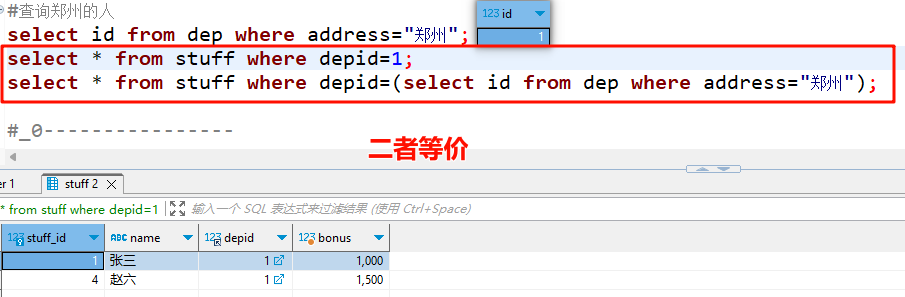 #查询郑州的人
select id from dep where address="郑州";
123 id
1
select * from stuff where depid=1;
select * from stuff where depid=(select id from dep where address="郑州");
#_0----------------
二者等价
er 1
stuff 2
* from stuff where depid=1
输入一个 SQL 表达式来过滤结果 (使用 Ctrl+Space)
123 stuff_id ABC name 123 depid 123 bonus
1 张三 1 1,000
4 赵六 1 1,500